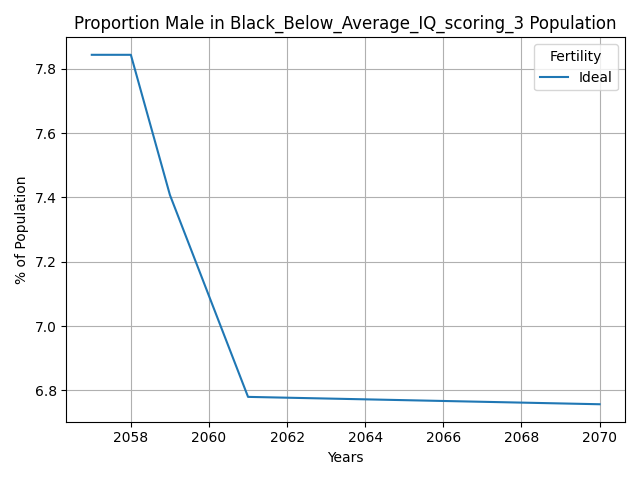 Proportion Male in Black_Below_Average_IQ_scoring_3 Population
Fertility
Ideal
% of Population
7.8
7.6
7.4
7.2
7.0
6.8
2058 2060 2062 2064 2066 2068 2070
Years